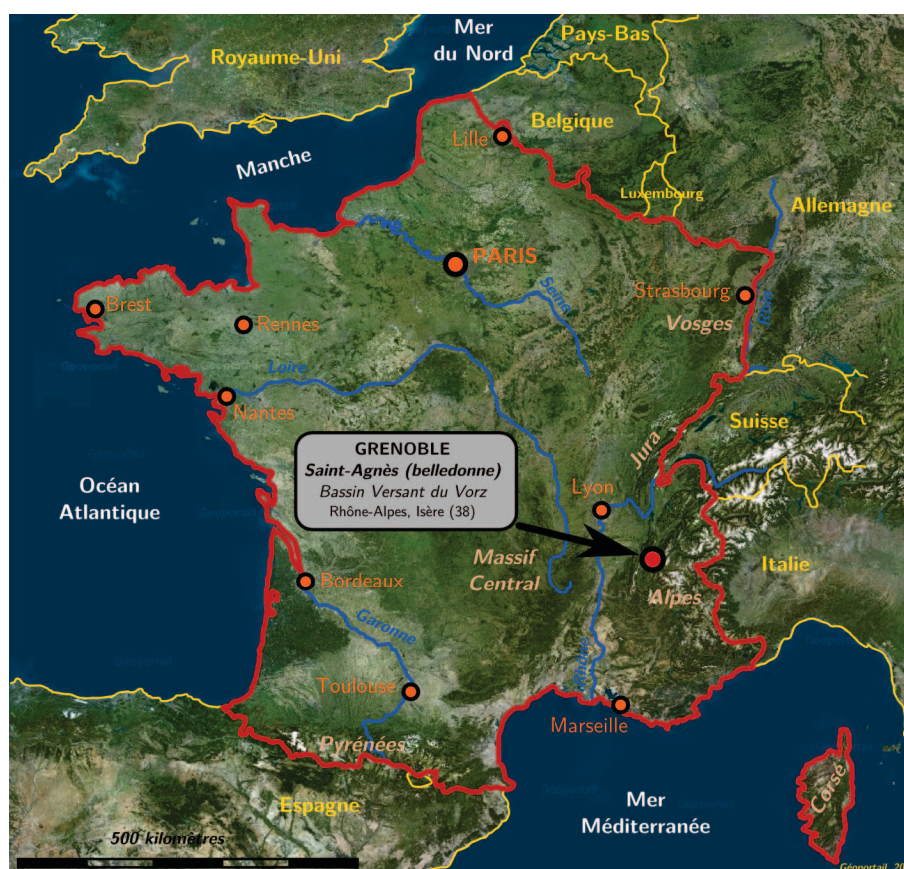 Mer
du Nord
Pays-Bas
Royaume-Uni
Belgique
Lille
Manche
Luxembourg
Allemagne
PARIS
Seine
Strasbourg
Rhin
Vosges
Brest
Rennes
Loire
Nantes
Suisse
Jura
GRENOBLE
Saint-Agnès (belledonne)
Bassin Versant du Vorz
Rhône-Alpes, Isère (38)
Lyon
Océan
Atlantique
Massif
Central
Italie
Alpes
Bordeaux
Garonne
Rhône
Toulouse
Marseille
Pyrénées
Corse
Espagne
Mer
Méditerranée
500 kilomètres
Géoportail, 20